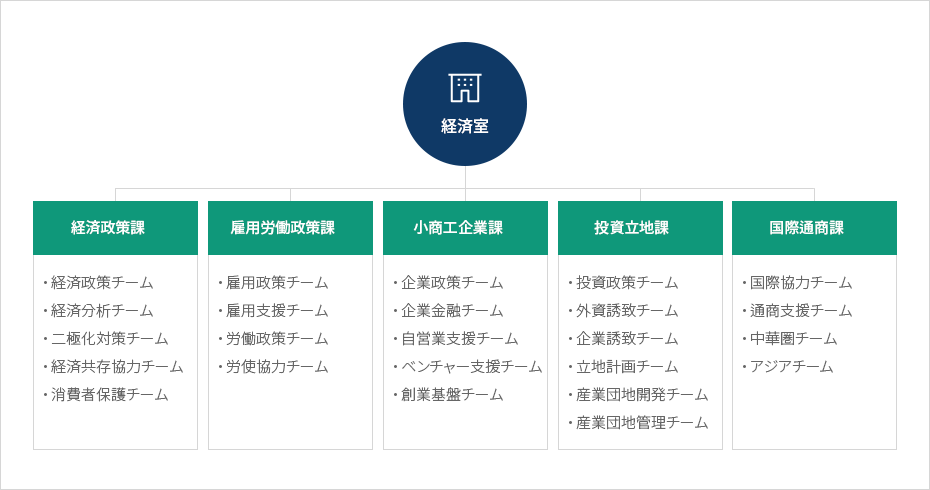 経済室
経済政策課
・経済政策チーム
・経済分析チーム
・二極化対策チーム
・経済共存協力チーム
・消費者保護チーム
雇用労働政策課
・雇用政策チーム
・雇用支援チーム
・労働政策チーム
・労使協力チーム
小商工企業課
・企業政策チーム
・企業金融チーム
・自営業支援チーム
・ベンチャー支援チーム
・創業基盤チーム
投資立地課
・投資政策チーム
・外資誘致チーム
・企業誘致チーム
・立地計画チーム
・産業団地開発チーム
・産業団地管理チーム
国際通商課
・国際協力チーム
・通商支援チーム
・中華圏チーム
・アジアチーム